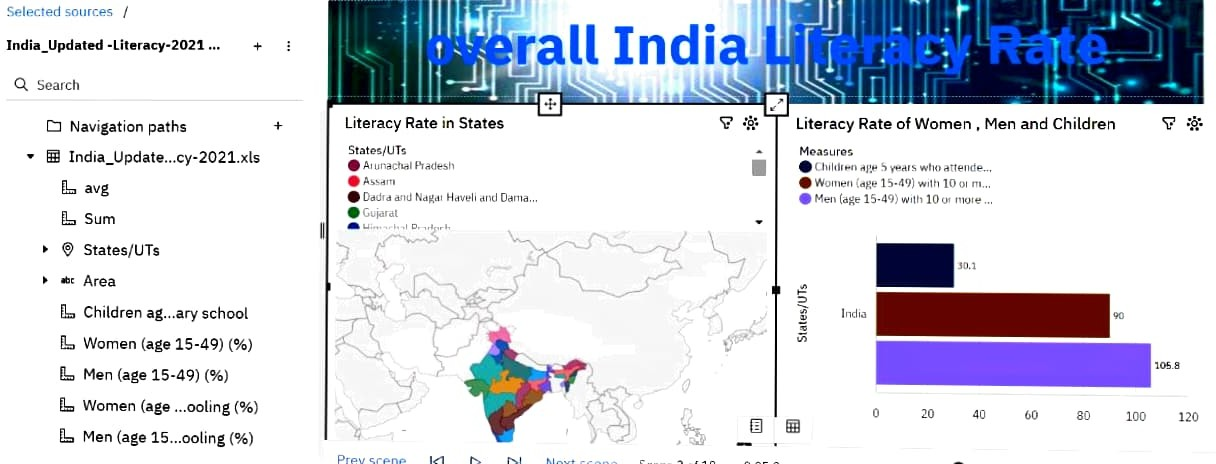 Selected sources /
India_Updated -Literacy-2021 ... +
Search
Navigation paths +
India_Update...cy-2021.xls
avg
Sum
States/UTs
abc Area
Children ag...ary school
Women (age 15-49) (%)
Men (age 15-49) (%)
Women (age ...ooling (%)
Men (age 15...ooling (%)
overall India Literacy Rate
Literacy Rate in States
States/UTs
Arunachal Pradesh
Assam
Dadra and Nagar Haveli and Dama...
Gujarat
Himachal Pradesh
Prev scene
Next scene
Literacy Rate of Women , Men and Children
Measures
Children age 5 years who attende...
Women (age 15-49) with 10 or m...
Men (age 15-49) with 10 or more ...
States/UTs
India
30.1
90
105.8
0 20 40 60 80 100 120